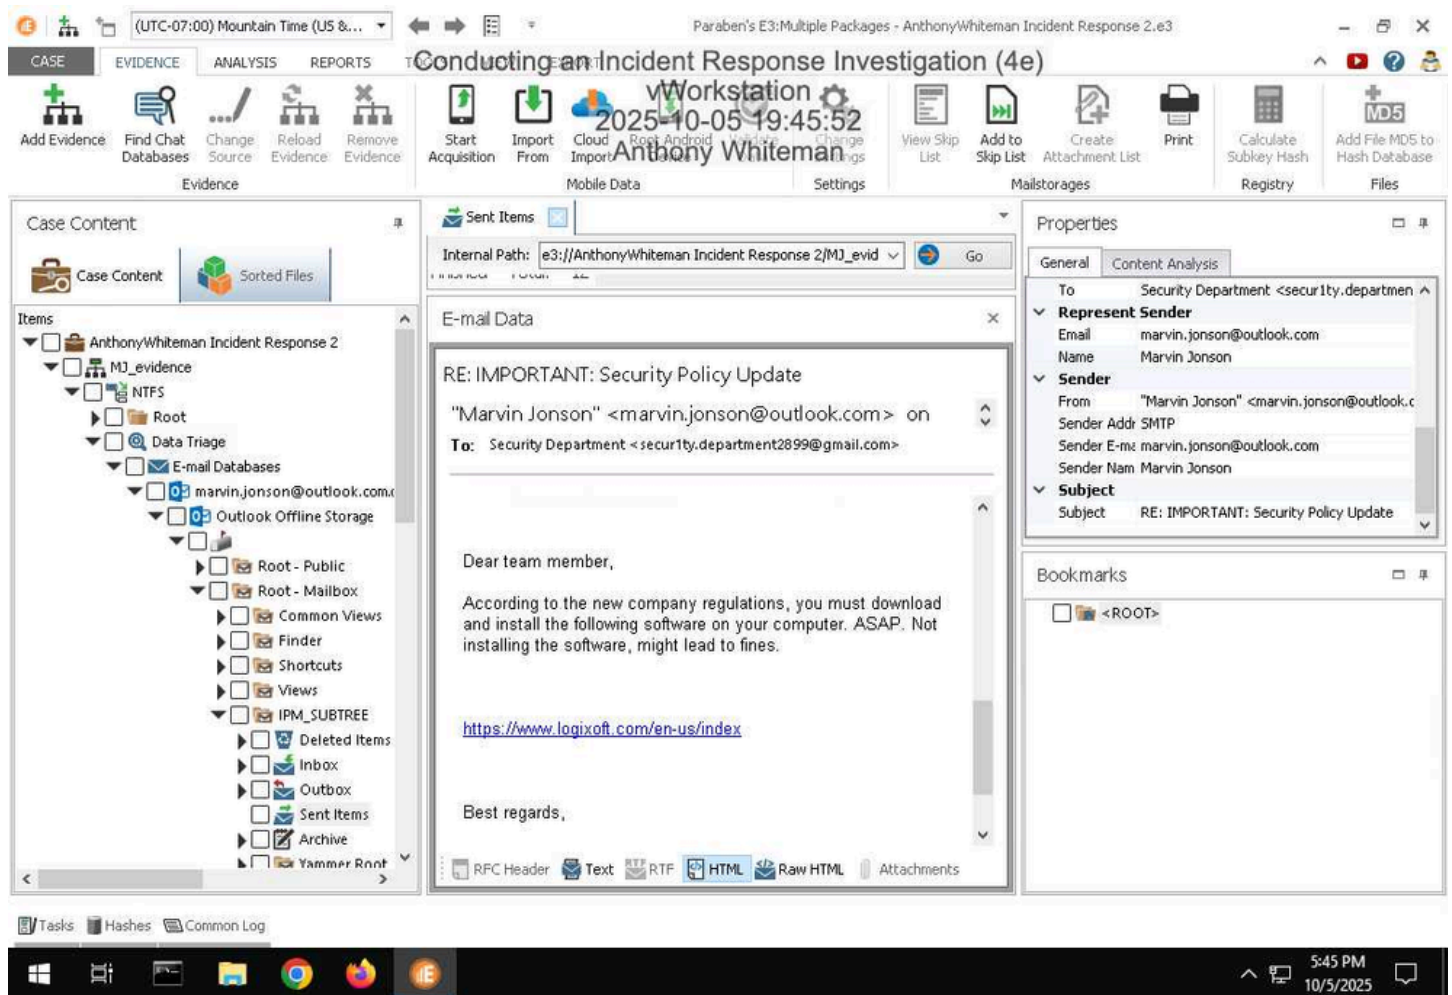 (UTC-07:00) Mountain Time (US &...
Paraben's E3:Multiple Packages - AnthonyWhiteman Incident Response 2.e3
CASE EVIDENCE ANALYSIS REPORTS
Conducting an Incident Response Investigation (4e)
vWorkstation
2025-10-05 19:45:52
Anthony Whiteman
Add Evidence
Find Chat Databases
Change Source
Reload Evidence
Remove Evidence
Start Acquisition
Import From
Cloud Import
Root Android
View Skip List
Add to Skip List
Create Attachment List
Print
Calculate Subkey Hash
MD5
Add File MD5 to Hash Database
Evidence
Mobile Data
Settings
Mailstorages
Registry
Files
Case Content
Case Content
Sorted Files
Items
AnthonyWhiteman Incident Response 2
MJ_evidence
NTFS
Root
Data Triage
E-mail Databases
marvin.jonson@outlook.com.
Outlook Offline Storage
Root - Public
Root - Mailbox
Common Views
Finder
Shortcuts
Views
IPM_SUBTREE
Deleted Items
Inbox
Outbox
Sent Items
Archive
Yammer Root
Sent Items
Internal Path: e3://AnthonyWhiteman Incident Response 2/MJ_evid
Go
E-mail Data
RE: IMPORTANT: Security Policy Update
"Marvin Jonson" <marvin.jonson@outlook.com> on
To: Security Department <secur1ty.department2899@gmail.com>
Dear team member,
According to the new company regulations, you must download
and install the following software on your computer. ASAP. Not
installing the software, might lead to fines.
https://www.logixoft.com/en-us/index
Best regards,
RFC Header Text RTF HTML Raw HTML Attachments
Properties
General Content Analysis
To Security Department <secur1ty.departmen
Represent Sender
Email marvin.jonson@outlook.com
Name Marvin Jonson
Sender
From "Marvin Jonson" <marvin.jonson@outlook.c
Sender Addr SMTP
Sender E-ma marvin.jonson@outlook.com
Sender Nam Marvin Jonson
Subject
Subject RE: IMPORTANT: Security Policy Update
Bookmarks
<ROOT>
Tasks Hashes Common Log
5:45 PM
10/5/2025